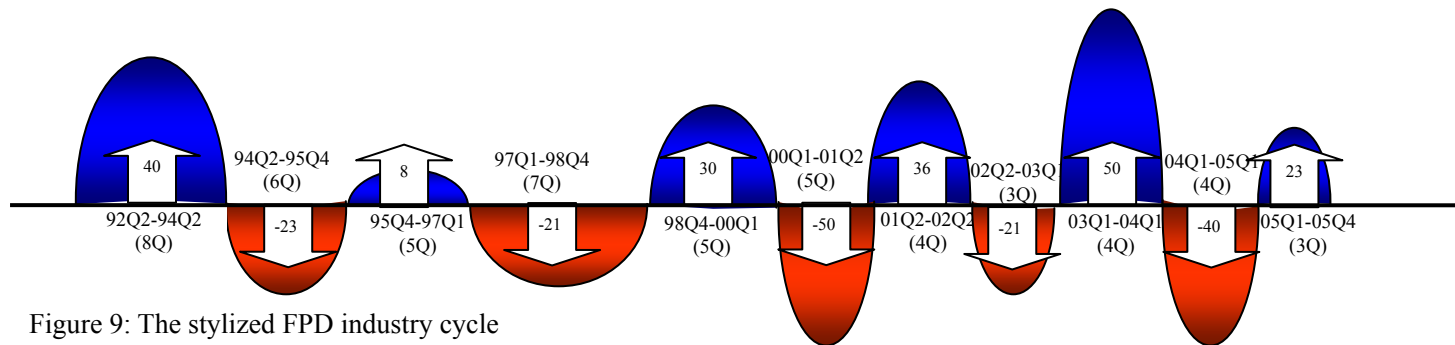 40
92Q2-94Q2
(8Q)
94Q2-95Q4
(6Q)
-23
8
95Q4-97Q1
(5Q)
97Q1-98Q4
(7Q)
-21
30
98Q4-00Q1
(5Q)
00Q1-01Q2
(5Q)
-50
36
01Q2-02Q2
(4Q)
02Q2-03Q1
(3Q)
-21
50
03Q1-04Q1
(4Q)
04Q1-05Q1
(4Q)
-40
23
05Q1-05Q4
(3Q)
Figure 9: The stylized FPD industry cycle